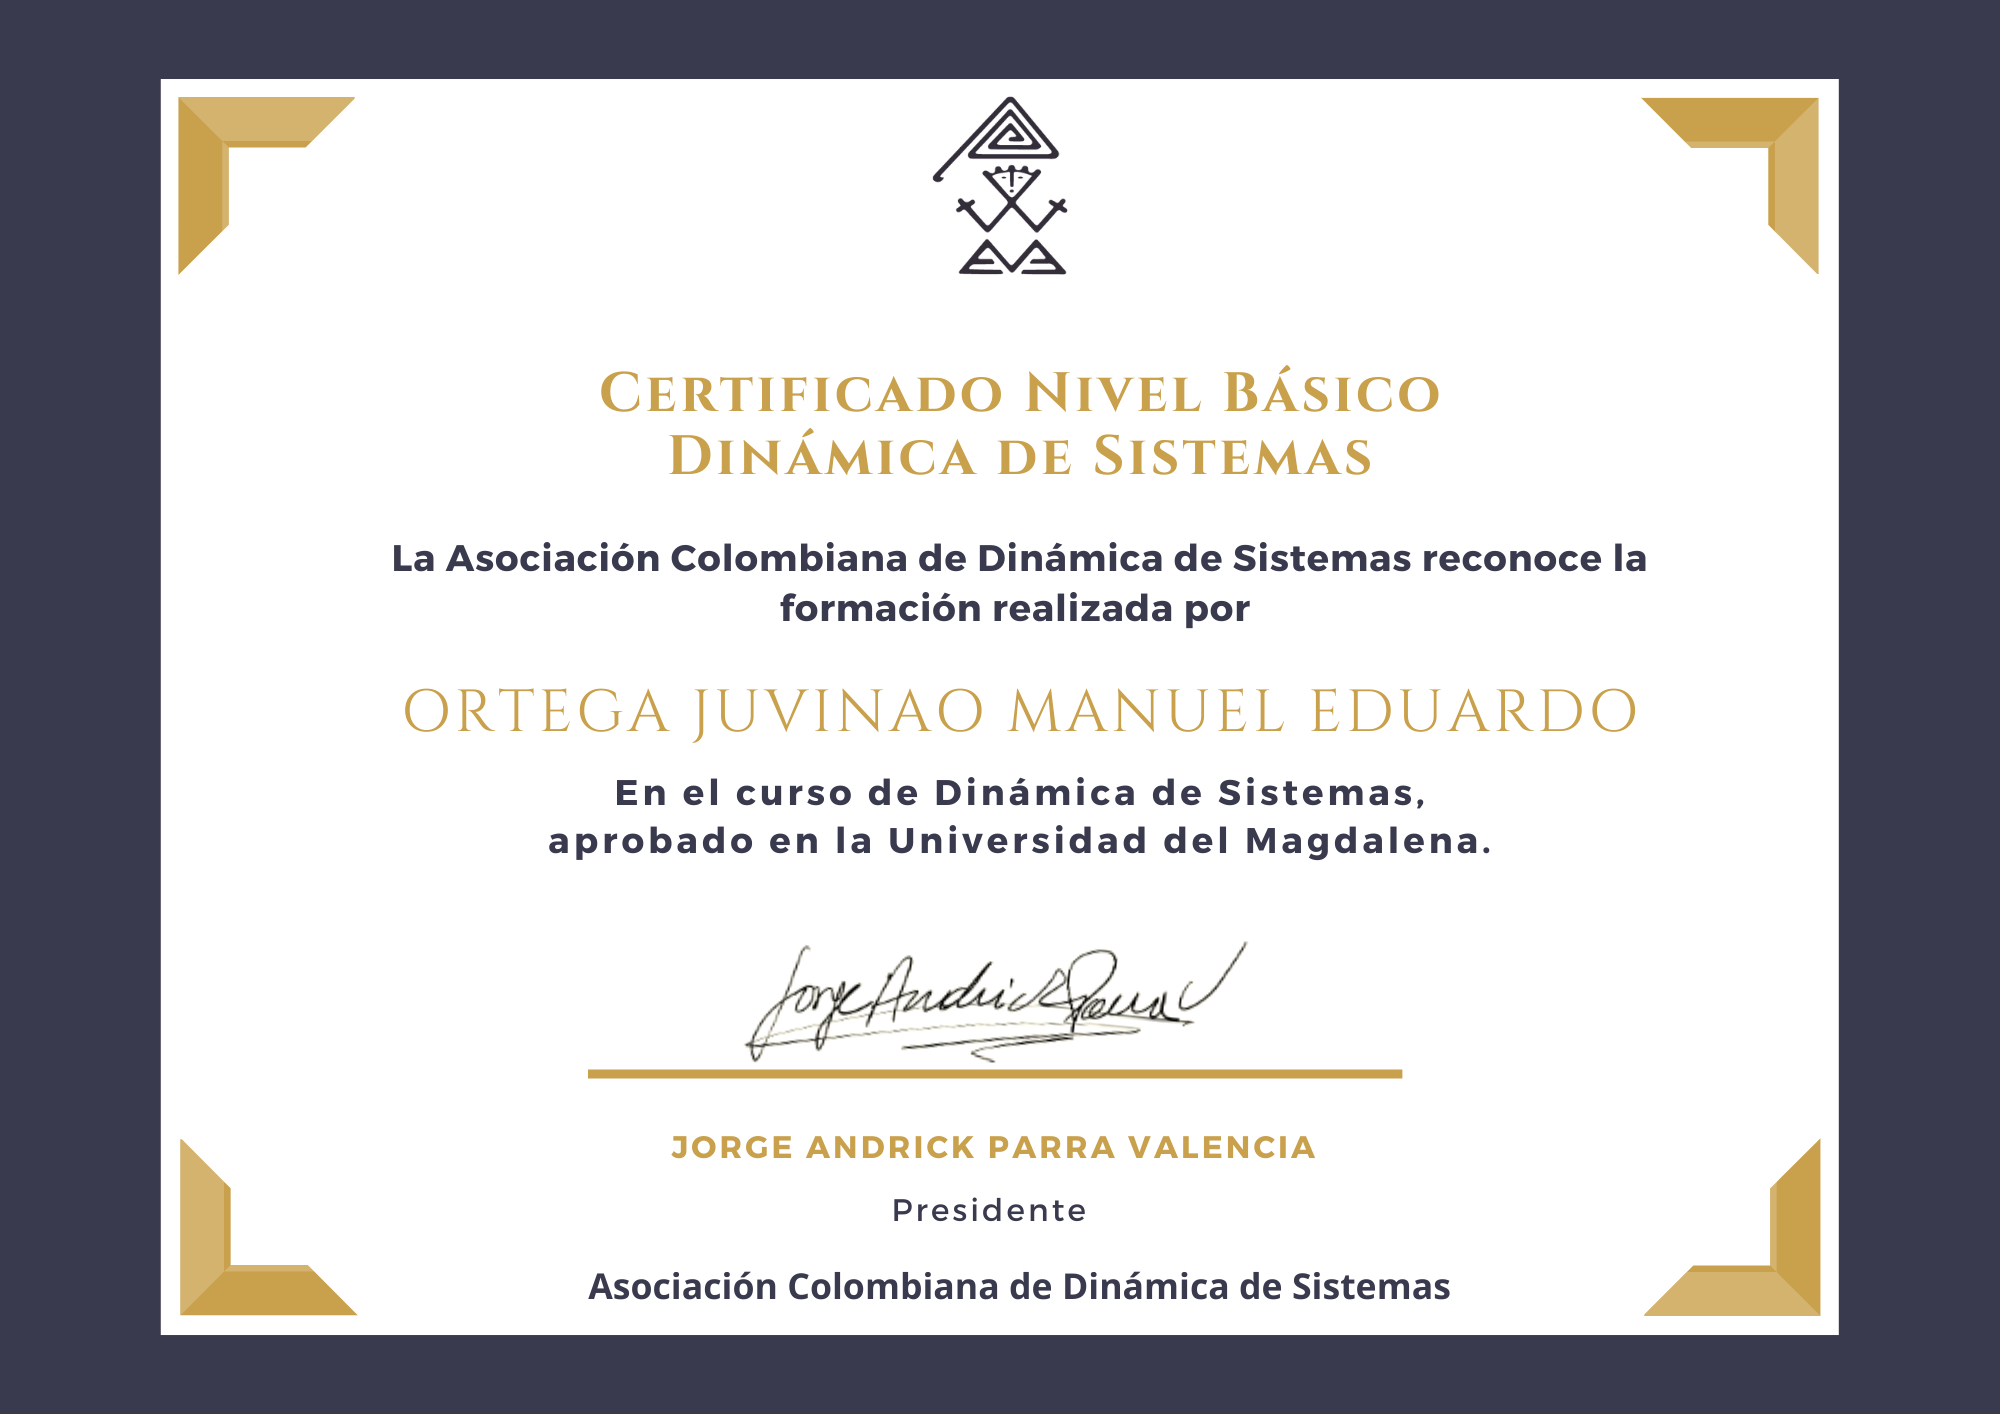 Certificado Nivel Básico
Dinámica de Sistemas
La Asociación Colombiana de Dinámica de Sistemas reconoce la
formación realizada por
ORTEGA JUVINAO MANUEL EDUARDO
En el curso de Dinámica de Sistemas,
aprobado en la Universidad del Magdalena.
Jorge Andrick Parra V
JORGE ANDRICK PARRA VALENCIA
Presidente
Asociación Colombiana de Dinámica de Sistemas